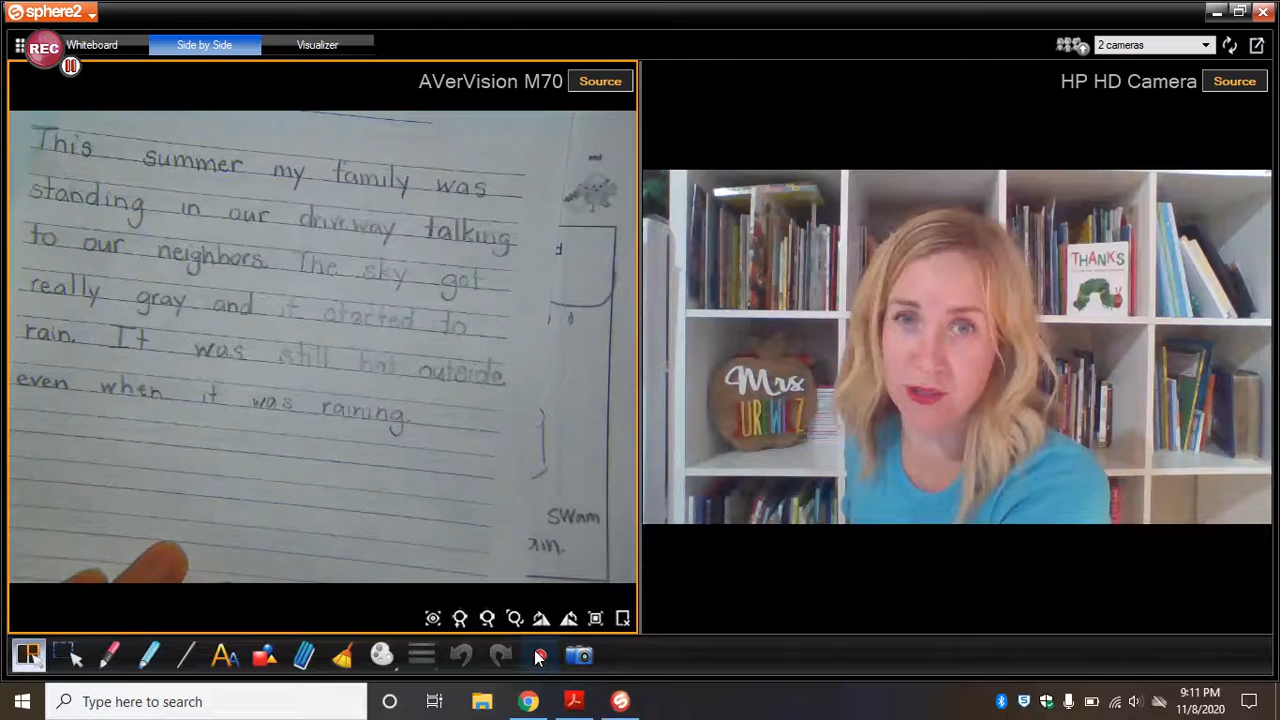 sphere2
REC
Whiteboard
Side by Side
Visualizer
2 cameras
AVerVision M70
Source
HP HD Camera
Source
This summer my family was
standing in our driveway talking
to our neighbors. The sky got
really gray and it started to
rain. It was still hot outside
even when it was raining.
end
d
swam
THANKS
Mrs.
UREWICZ
Type here to search
9:11 PM
11/8/2020